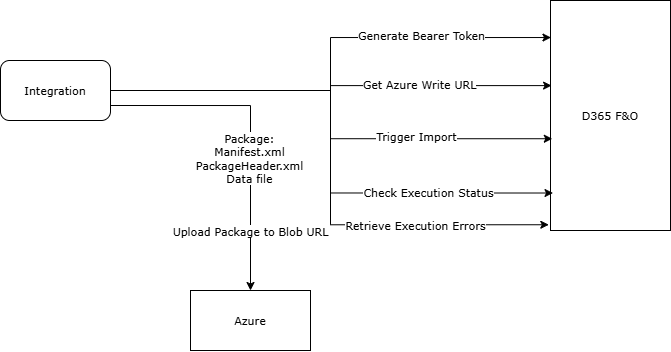 Generate Bearer Token
Integration
Get Azure Write URL
D365 F&O
Package:
Manifest.xml
PackageHeader.xml
Data file
Trigger Import
Check Execution Status
Upload Package to Blob URL
Retrieve Execution Errors
Azure